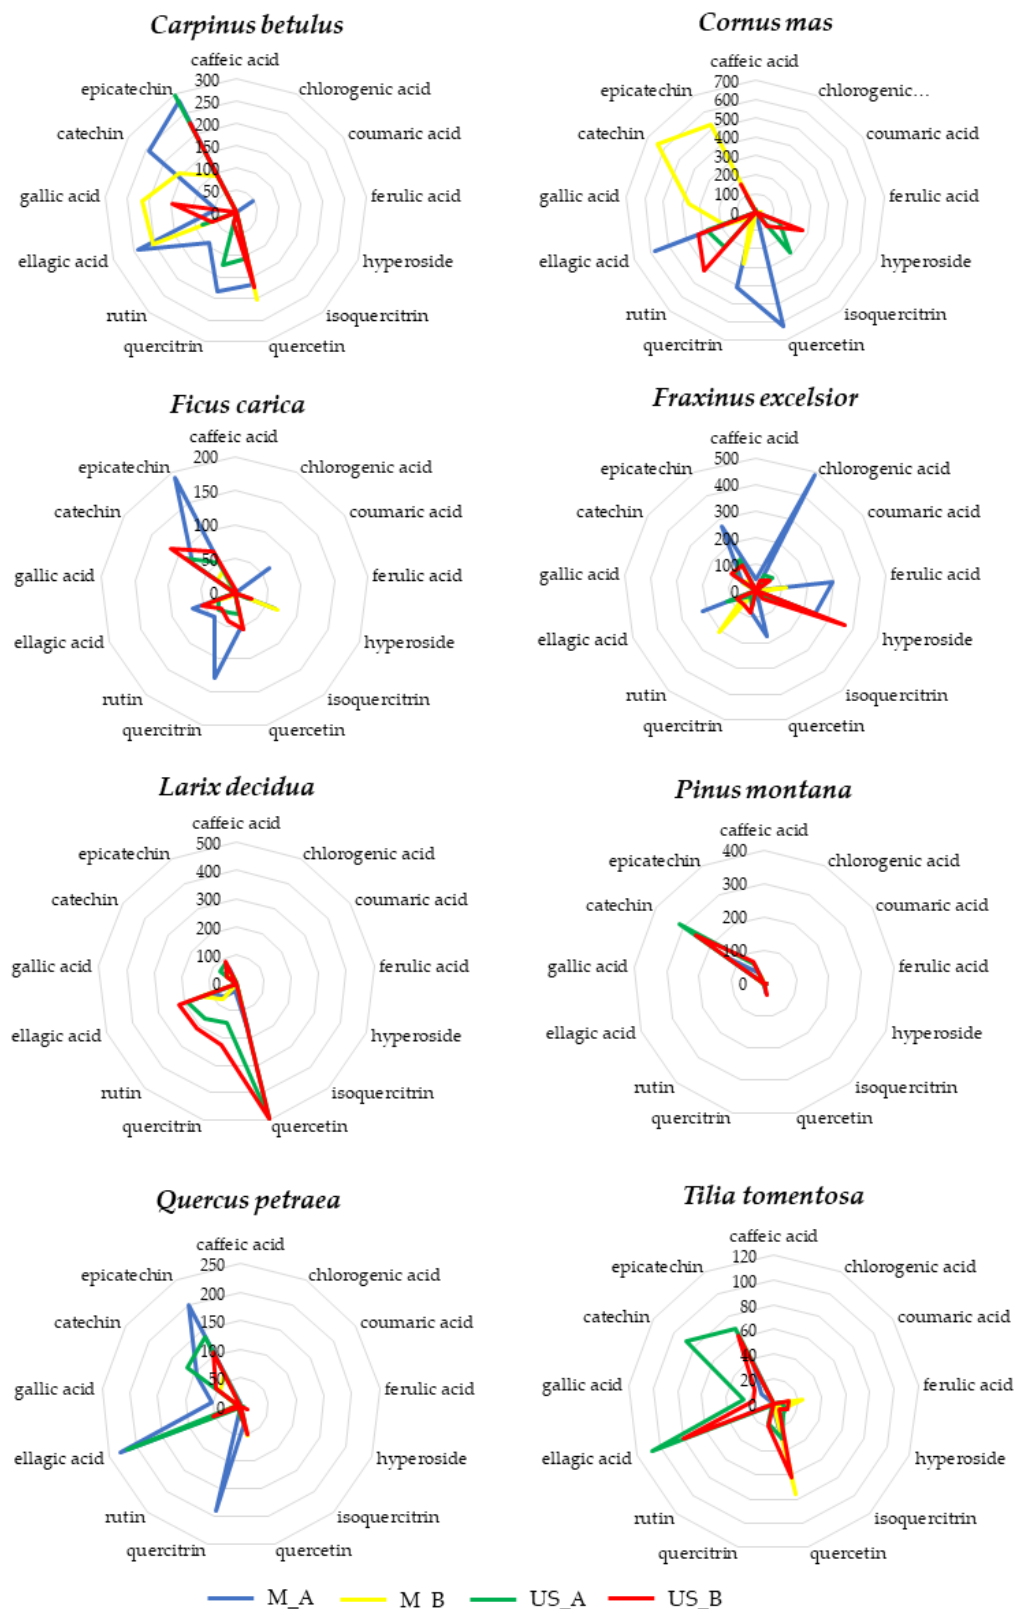 Carpinus betulus
caffeic acid
chlorogenic acid
coumaric acid
ferulic acid
hyperoside
isoquercitrin
quercetin
quercitrin
rutin
ellagic acid
gallic acid
catechin
epicatechin
300
250
200
150
100
50
0
Cornus mas
caffeic acid
chlorogenic…
coumaric acid
ferulic acid
hyperoside
isoquercitrin
quercetin
quercitrin
rutin
ellagic acid
gallic acid
catechin
epicatechin
700
600
500
400
300
200
100
0
Ficus carica
caffeic acid
chlorogenic acid
coumaric acid
ferulic acid
hyperoside
isoquercitrin
quercetin
quercitrin
rutin
ellagic acid
gallic acid
catechin
epicatechin
200
150
100
50
0
Fraxinus excelsior
caffeic acid
chlorogenic acid
coumaric acid
ferulic acid
hyperoside
isoquercitrin
quercetin
quercitrin
rutin
ellagic acid
gallic acid
catechin
epicatechin
500
400
300
200
100
0
Larix decidua
caffeic acid
chlorogenic acid
coumaric acid
ferulic acid
hyperoside
isoquercitrin
quercetin
quercitrin
rutin
ellagic acid
gallic acid
catechin
epicatechin
500
400
300
200
100
0
Pinus montana
caffeic acid
chlorogenic acid
coumaric acid
ferulic acid
hyperoside
isoquercitrin
quercetin
quercitrin
rutin
ellagic acid
gallic acid
catechin
epicatechin
400
300
200
100
0
Quercus petraea
caffeic acid
chlorogenic acid
coumaric acid
ferulic acid
hyperoside
isoquercitrin
quercetin
quercitrin
rutin
ellagic acid
gallic acid
catechin
epicatechin
250
200
150
100
50
0
Tilia tomentosa
caffeic acid
chlorogenic acid
coumaric acid
ferulic acid
hyperoside
isoquercitrin
quercetin
quercitrin
rutin
ellagic acid
gallic acid
catechin
epicatechin
120
100
80
60
40
20
0
M_A
M_B
US_A
US_B